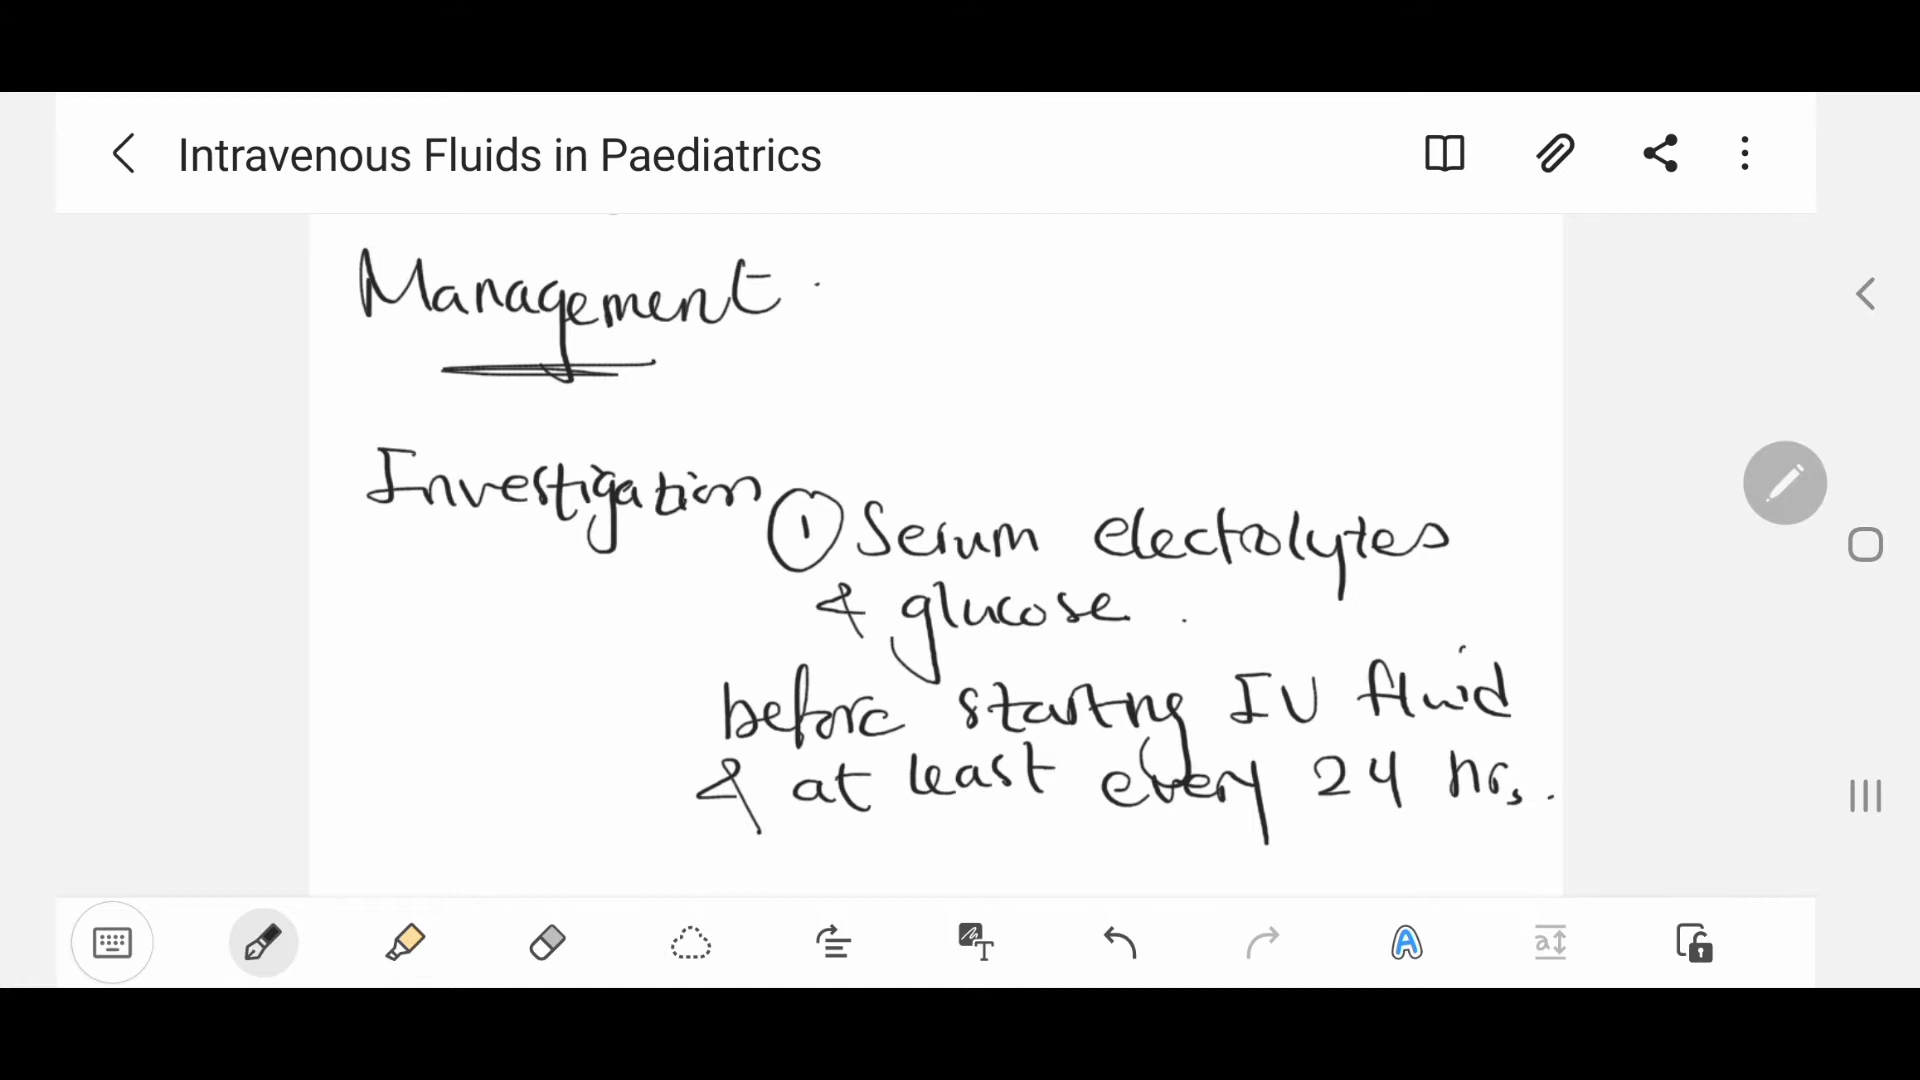 Intravenous Fluids in Paediatrics
Management
Investigation ① Serum electrolytes
& glucose.
before starting IV fluid
& at least every 24 hrs.